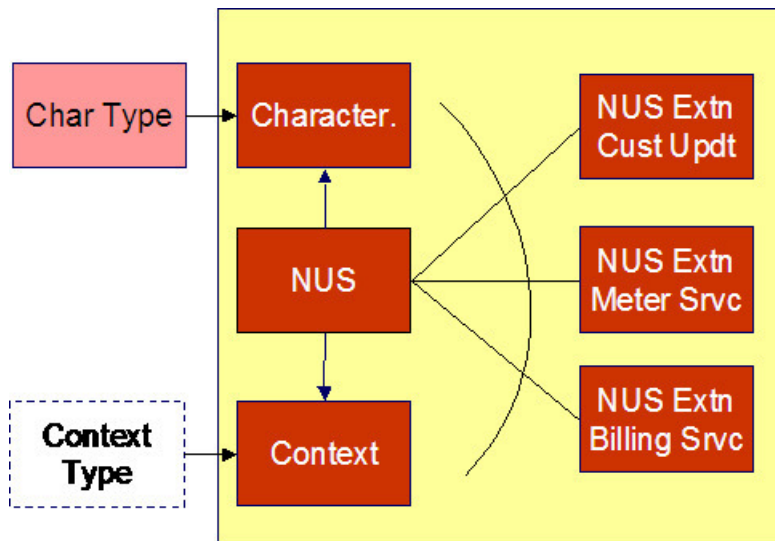 Char Type
Character.
NUS
Context
Type
Context
NUS Extn
Cust Updt
NUS Extn
Meter Srvc
NUS Extn
Billing Srvc